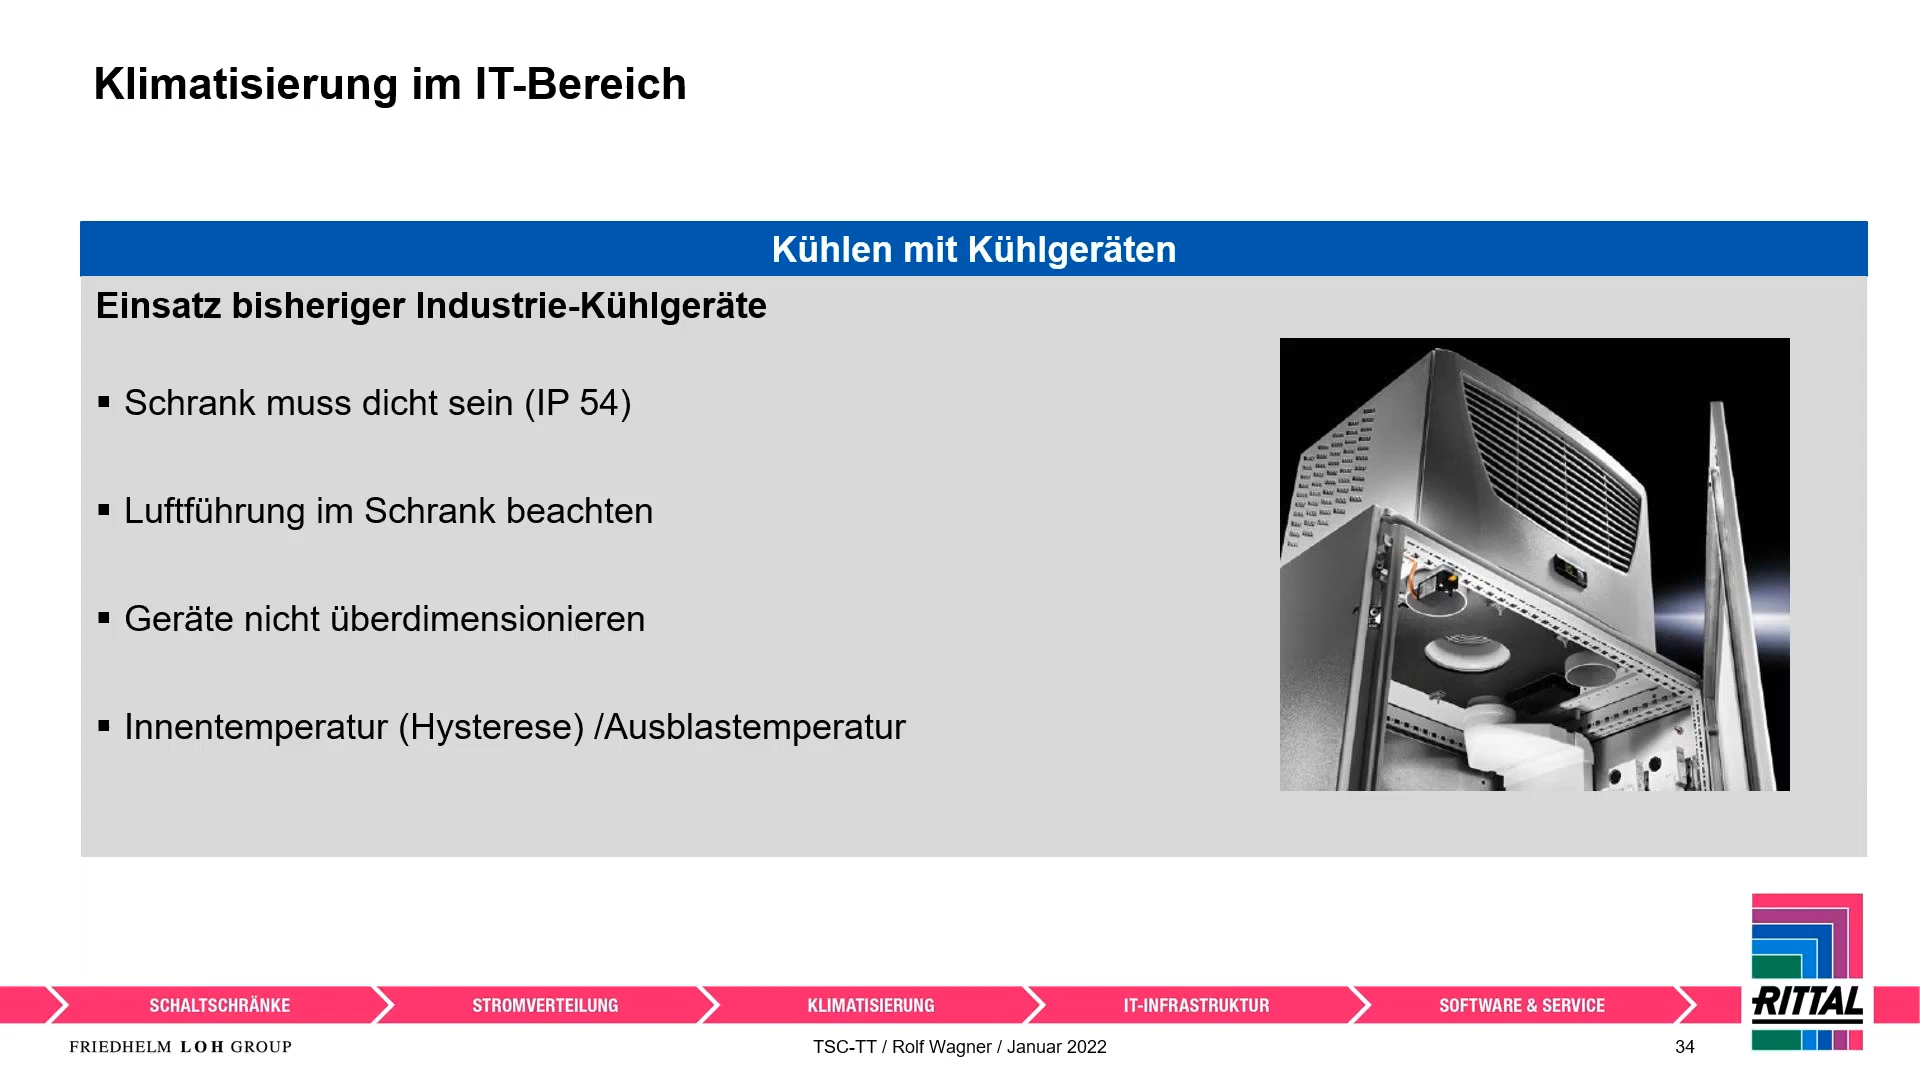 Klimatisierung im IT-Bereich
Kühlen mit Kühlgeräten
Einsatz bisheriger Industrie-Kühlgeräte
▪ Schrank muss dicht sein (IP 54)
▪ Luftführung im Schrank beachten
▪ Geräte nicht überdimensionieren
▪ Innentemperatur (Hysterese) /Ausblastemperatur
SCHALTSCHRÄNKE
STROMVERTEILUNG
KLIMATISIERUNG
IT-INFRASTRUKTUR
SOFTWARE & SERVICE
RITTAL
FRIEDHELM LOH GROUP
TSC-TT / Rolf Wagner / Januar 2022
34